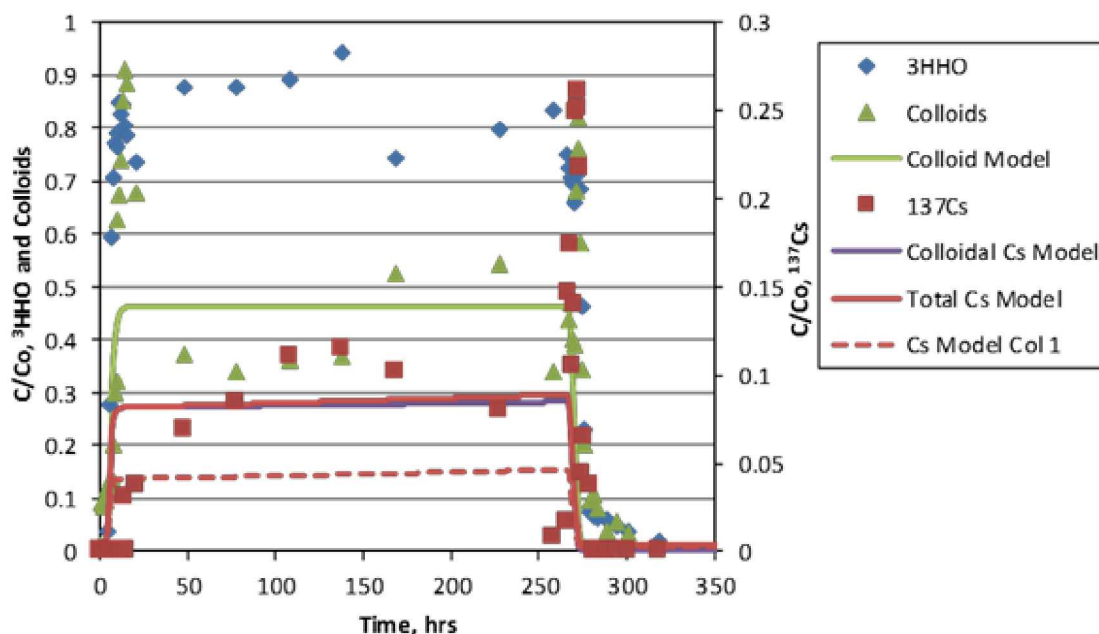 1
0.9
0.8
0.7
0.6
0.5
0.4
0.3
0.2
0.1
0
C/Co, ³HHO and Colloids
0
50
100
150
200
250
300
350
Time, hrs
0.3
0.25
0.2
0.15
0.1
0.05
0
C/Co, ¹³⁷Cs
3HHO
Colloids
Colloid Model
137Cs
Colloidal Cs Model
Total Cs Model
Cs Model Col 1